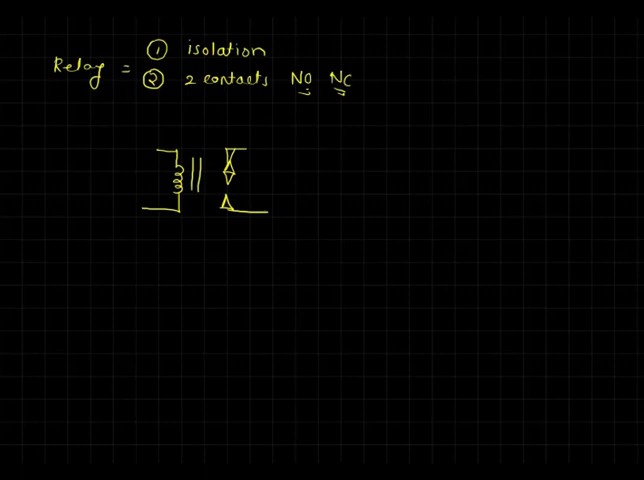 Relay = ① isolation
② 2 contacts NO NC